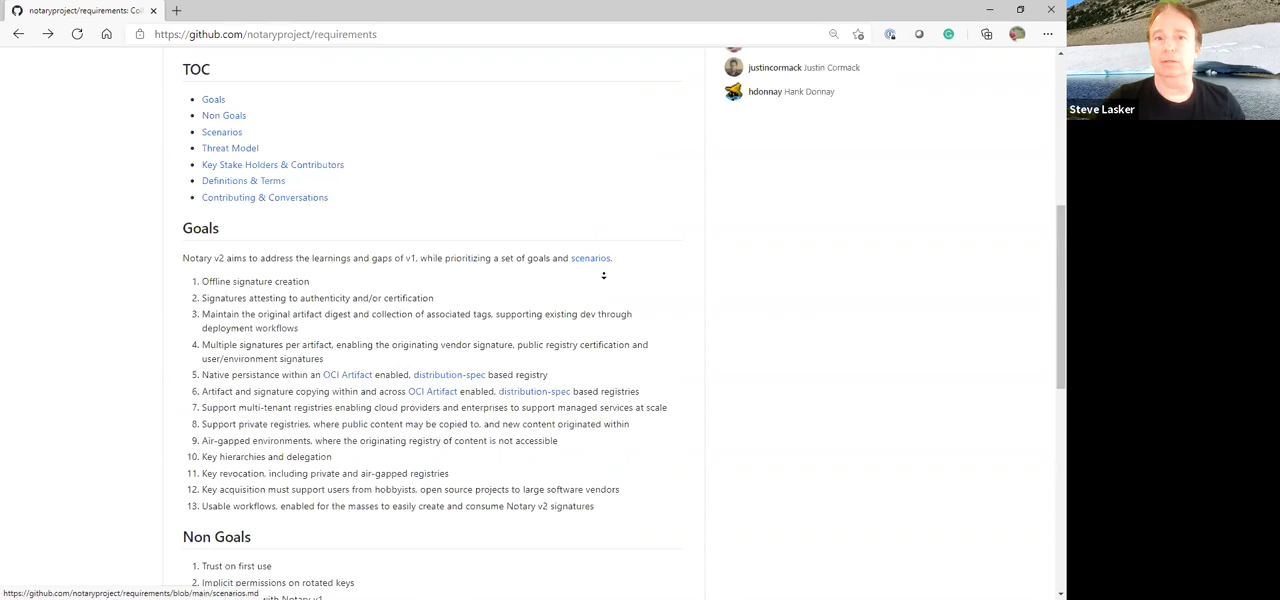 notaryproject/requirements: Col
https://github.com/notaryproject/requirements
Steve Lasker
TOC
Goals
Non Goals
Scenarios
Threat Model
Key Stake Holders & Contributors
Definitions & Terms
Contributing & Conversations
justincormack Justin Cormack
hdonnay Hank Donnay
Goals
Notary v2 aims to address the learnings and gaps of v1, while prioritizing a set of goals and scenarios.
1. Offline signature creation
2. Signatures attesting to authenticity and/or certification
3. Maintain the original artifact digest and collection of associated tags, supporting existing dev through
deployment workflows
4. Multiple signatures per artifact, enabling the originating vendor signature, public registry certification and
user/environment signatures
5. Native persistance within an OCI Artifact enabled, distribution-spec based registry
6. Artifact and signature copying within and across OCI Artifact enabled, distribution-spec based registries
7. Support multi-tenant registries enabling cloud providers and enterprises to support managed services at scale
8. Support private registries, where public content may be copied to, and new content originated within
9. Air-gapped environments, where the originating registry of content is not accessible
10. Key hierarchies and delegation
11. Key revocation, including private and air-gapped registries
12. Key acquisition must support users from hobbyists, open source projects to large software vendors
13. Usable workflows, enabled for the masses to easily create and consume Notary v2 signatures
Non Goals
1. Trust on first use
2. Implicit permissions on rotated keys
with Notary v1
https://github.com/notaryproject/requirements/blob/main/scenarios.md